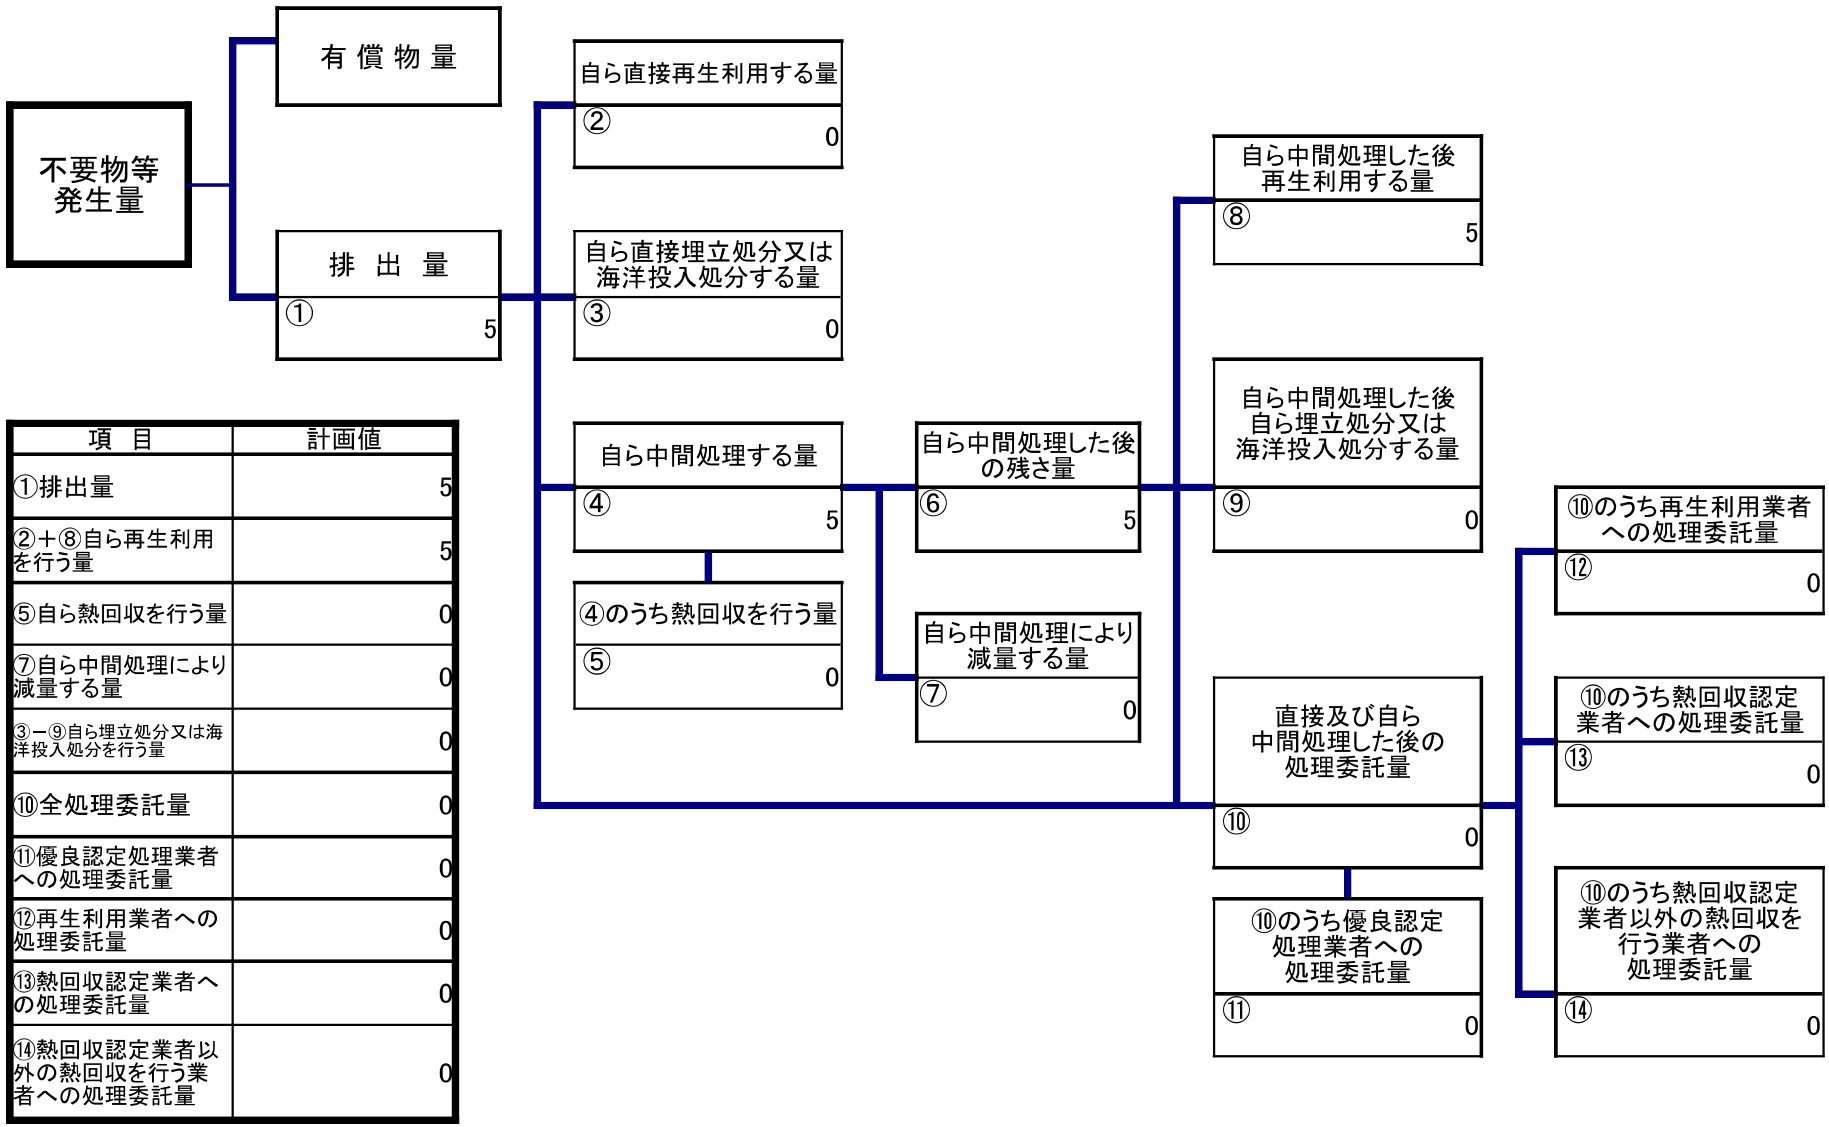 有償物量
不要物等
発生量
排出量
①
5
自ら直接再生利用する量
②
0
自ら直接埋立処分又は
海洋投入処分する量
③
0
自ら中間処理する量
④
5
④のうち熱回収を行う量
⑤
0
自ら中間処理した後
の残さ量
⑥
5
自ら中間処理により
減量する量
⑦
0
自ら中間処理した後
再生利用する量
⑧
5
自ら中間処理した後
自ら埋立処分又は
海洋投入処分する量
⑨
0
直接及び自ら
中間処理した後の
処理委託量
⑩
0
⑩のうち優良認定
処理業者への
処理委託量
⑪
0
⑩のうち再生利用業者
への処理委託量
⑫
0
⑩のうち熱回収認定
業者への処理委託量
⑬
0
⑩のうち熱回収認定
業者以外の熱回収を
行う業者への
処理委託量
⑭
0
項目 計画値
①排出量 5
②＋⑧自ら再生利用
を行う量 5
⑤自ら熱回収を行う量 0
⑦自ら中間処理により
減量する量 0
③－⑨自ら埋立処分又は海
洋投入処分を行う量 0
⑩全処理委託量 0
⑪優良認定処理業者
への処理委託量 0
⑫再生利用業者への
処理委託量 0
⑬熱回収認定業者へ
の処理委託量 0
⑭熱回収認定業者以
外の熱回収を行う業
者への処理委託量 0